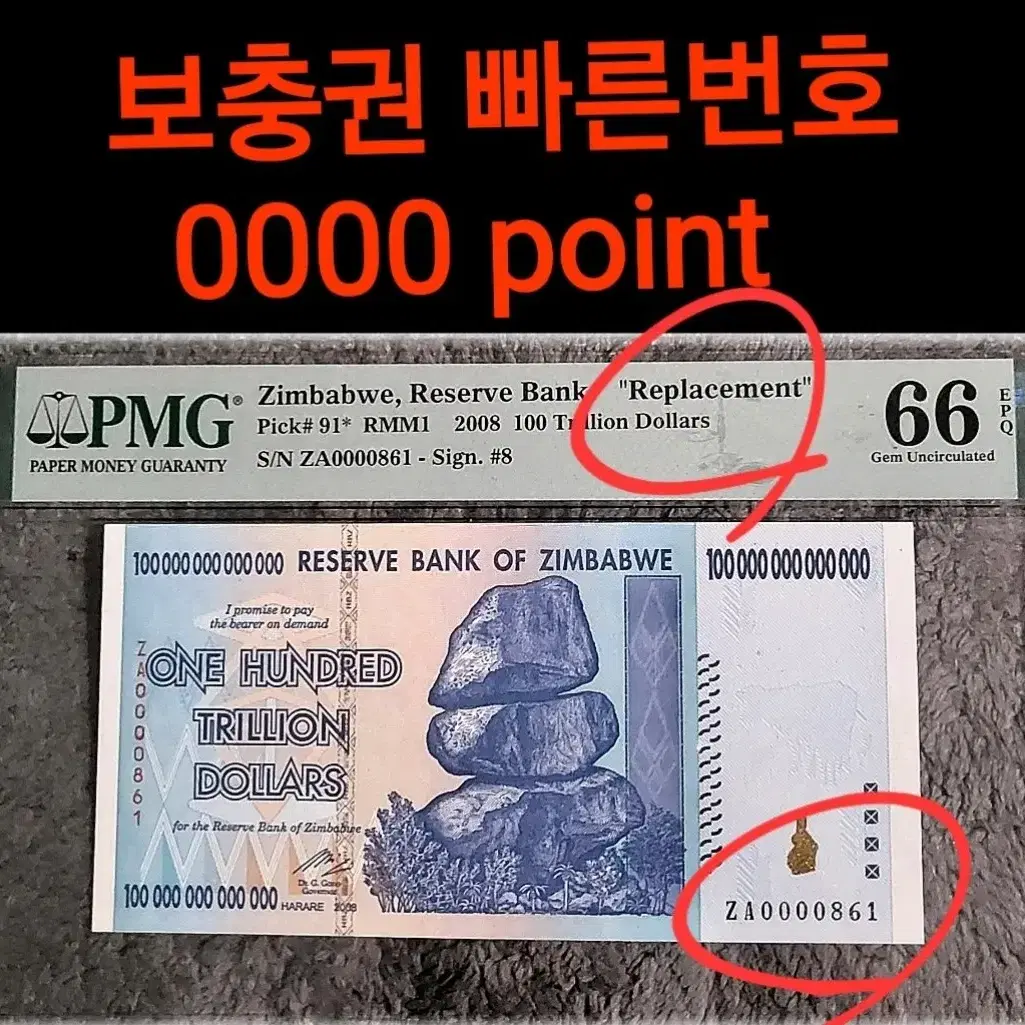 보충권 빠른번호
0000 point
PMG®
PAPER MONEY GUARANTY
Zimbabwe, Reserve Bank "Replacement"
Pick# 91* RMM1 2008 100 Trillion Dollars
S/N ZA0000861 - Sign. #8
66
EPQ
Gem Uncirculated
100 000 000 000 000 RESERVE BANK OF ZIMBABWE 100 000 000 000 000
I promise to pay
the bearer on demand
ZA0000861
ONE HUNDRED
TRILLION
DOLLARS
for the Reserve Bank of Zimbabwe
Dr. G. Gono
Governor
100 000 000 000 000 HARARE 2008
ZA0000861